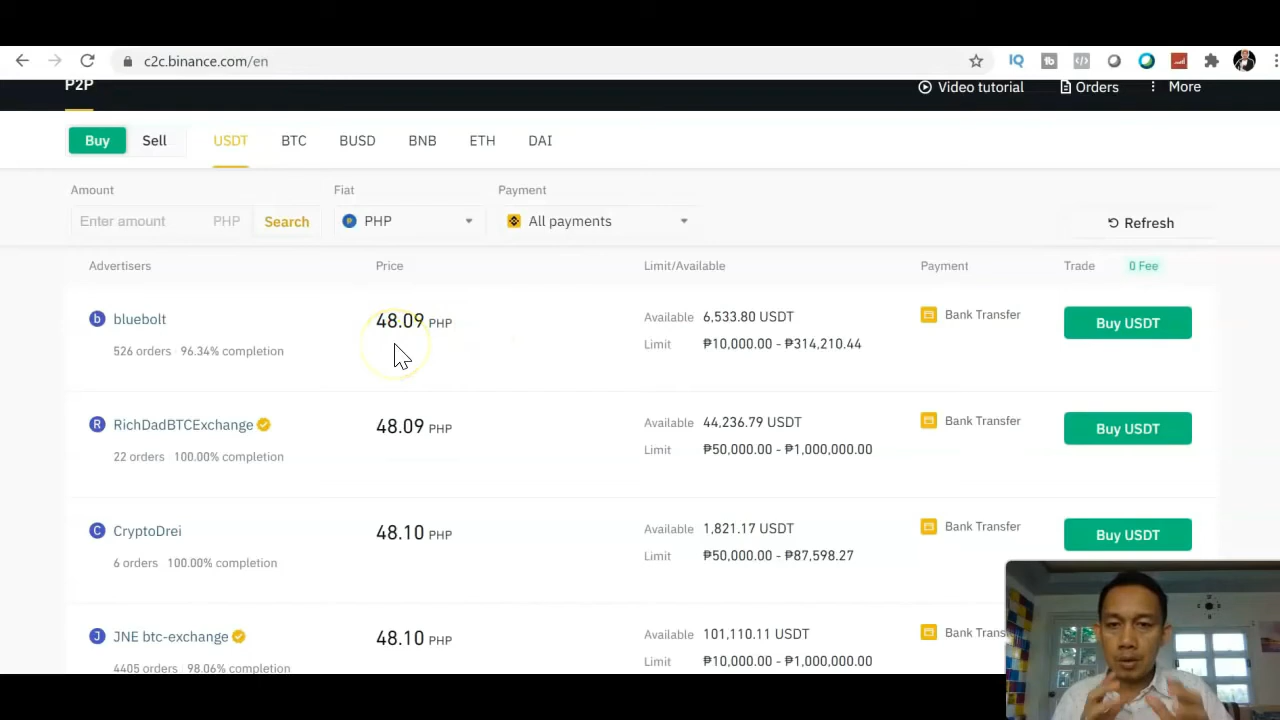 c2c.binance.com/en
P2P
Video tutorial
Orders
More
Buy
Sell
USDT
BTC
BUSD
BNB
ETH
DAI
Amount
Fiat
Payment
Enter amount
PHP
Search
PHP
All payments
Refresh
Advertisers
Price
Limit/Available
Payment
Trade
0 Fee
b bluebolt
48.09 PHP
Available 6,533.80 USDT
Bank Transfer
Buy USDT
526 orders 96.34% completion
Limit ₱10,000.00 - ₱314,210.44
R RichDadBTCExchange
48.09 PHP
Available 44,236.79 USDT
Bank Transfer
Buy USDT
22 orders 100.00% completion
Limit ₱50,000.00 - ₱1,000,000.00
C CryptoDrei
48.10 PHP
Available 1,821.17 USDT
Bank Transfer
Buy USDT
6 orders 100.00% completion
Limit ₱50,000.00 - ₱87,598.27
J JNE btc-exchange
48.10 PHP
Available 101,110.11 USDT
Bank Trans
4405 orders 98.06% completion
Limit ₱10,000.00 - ₱1,000,000.00